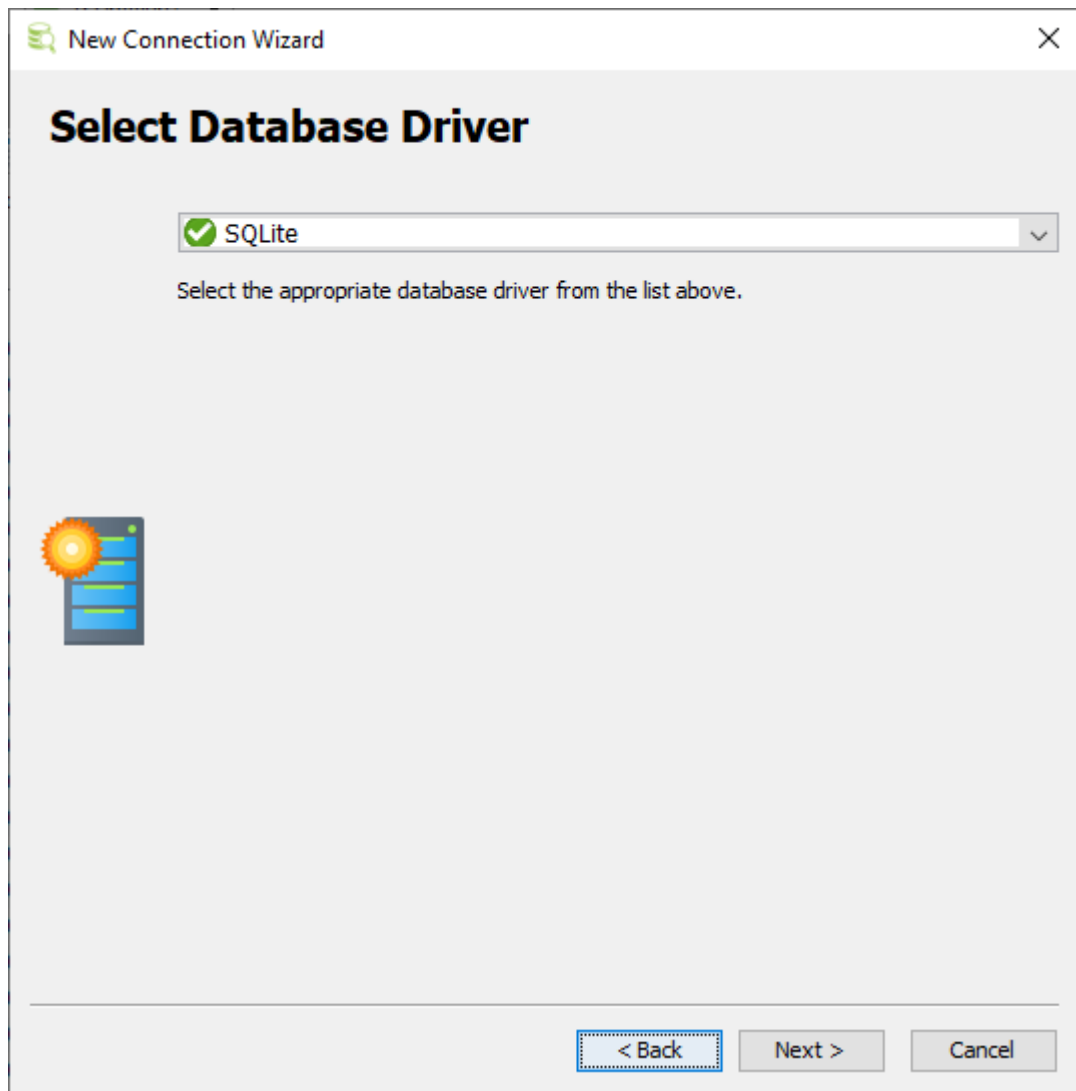 New Connection Wizard
Select Database Driver
SQLite
Select the appropriate database driver from the list above.
< Back
Next >
Cancel